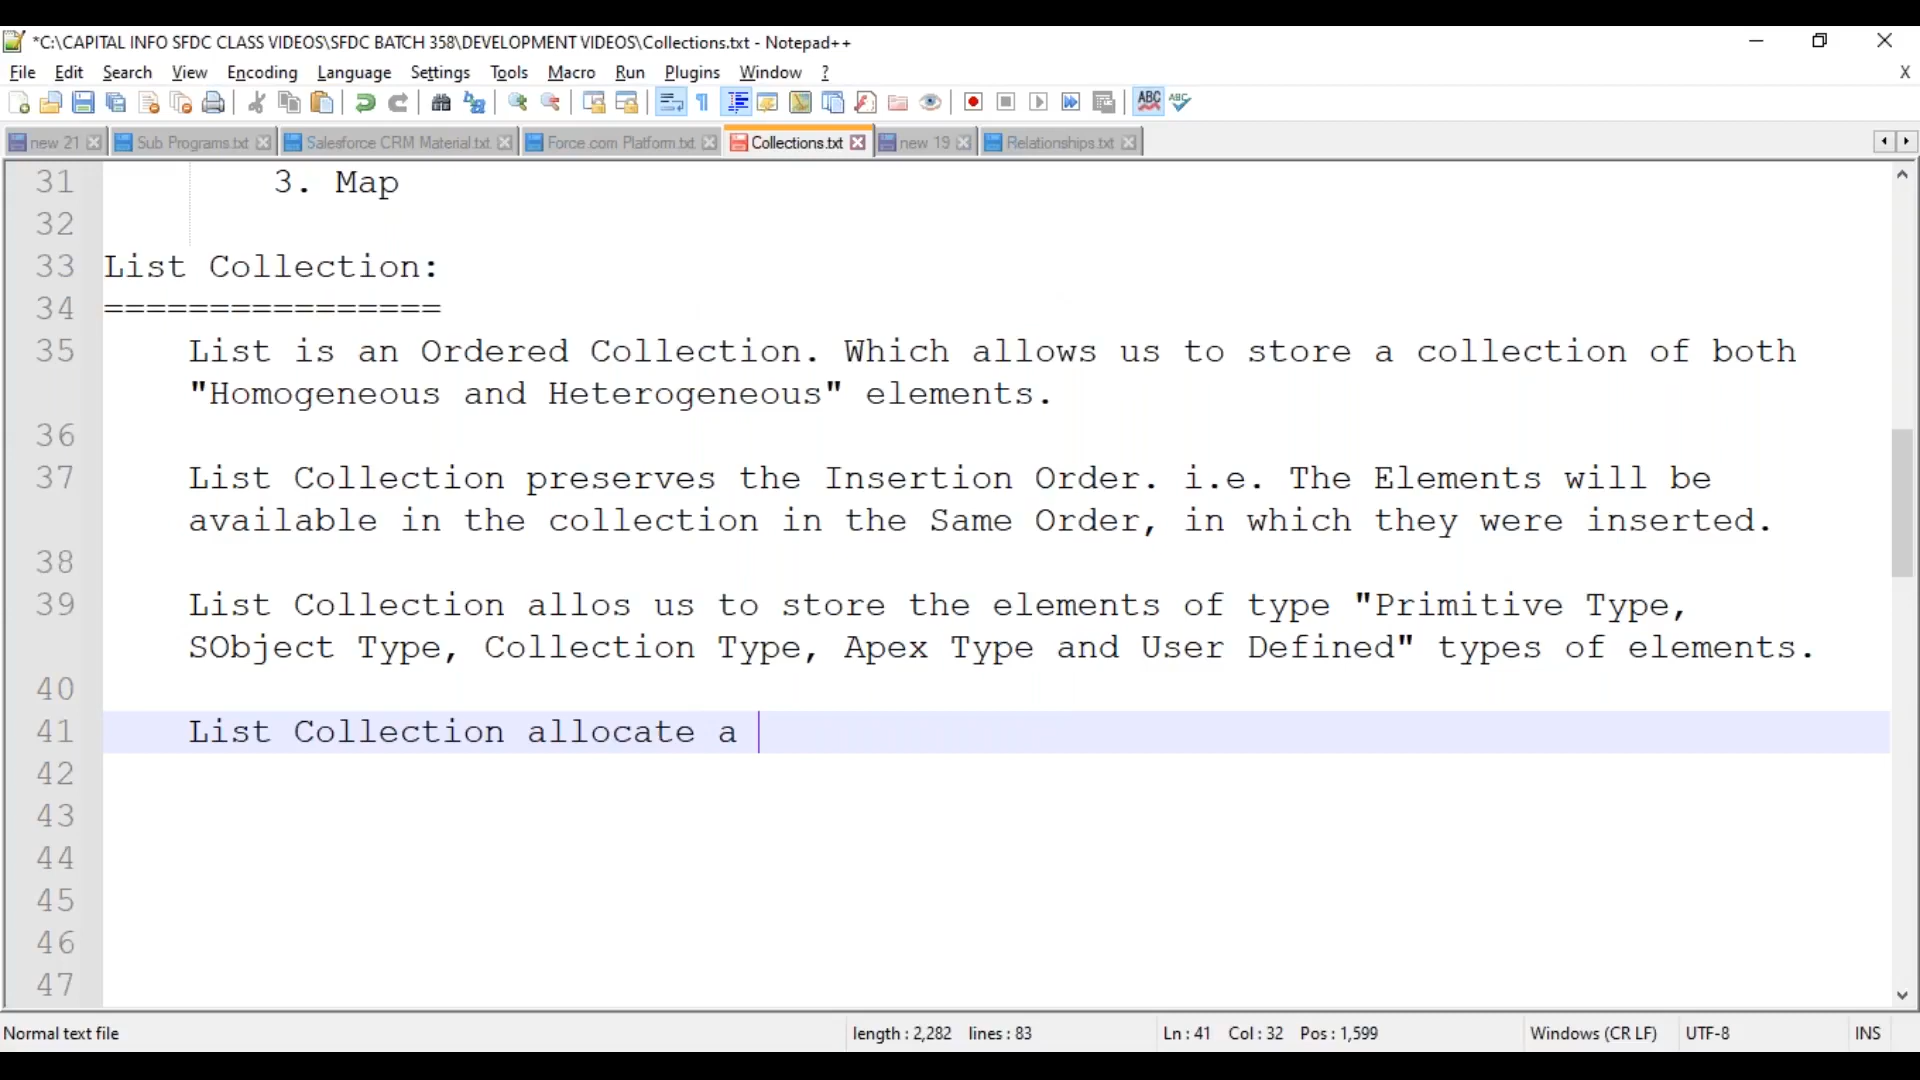 *C:\CAPITAL INFO SFDC CLASS VIDEOS\SFDC BATCH 358\DEVELOPMENT VIDEOS\Collections.txt - Notepad++
File Edit Search View Encoding Language Settings Tools Macro Run Plugins Window ? X
ABC ABC
new 21 Sub Programs.txt Salesforce CRM Material.txt Force.com Platform.txt Collections.txt new 19 Relationships.txt
31 3. Map
32
33 List Collection:
34 ================
35 List is an Ordered Collection. Which allows us to store a collection of both
"Homogeneous and Heterogeneous" elements.
36
37 List Collection preserves the Insertion Order. i.e. The Elements will be
available in the collection in the Same Order, in which they were inserted.
38
39 List Collection allos us to store the elements of type "Primitive Type,
SObject Type, Collection Type, Apex Type and User Defined" types of elements.
40
41 List Collection allocate a
42
43
44
45
46
47
Normal text file length : 2,282 lines : 83 Ln : 41 Col : 32 Pos : 1,599 Windows (CR LF) UTF-8 INS